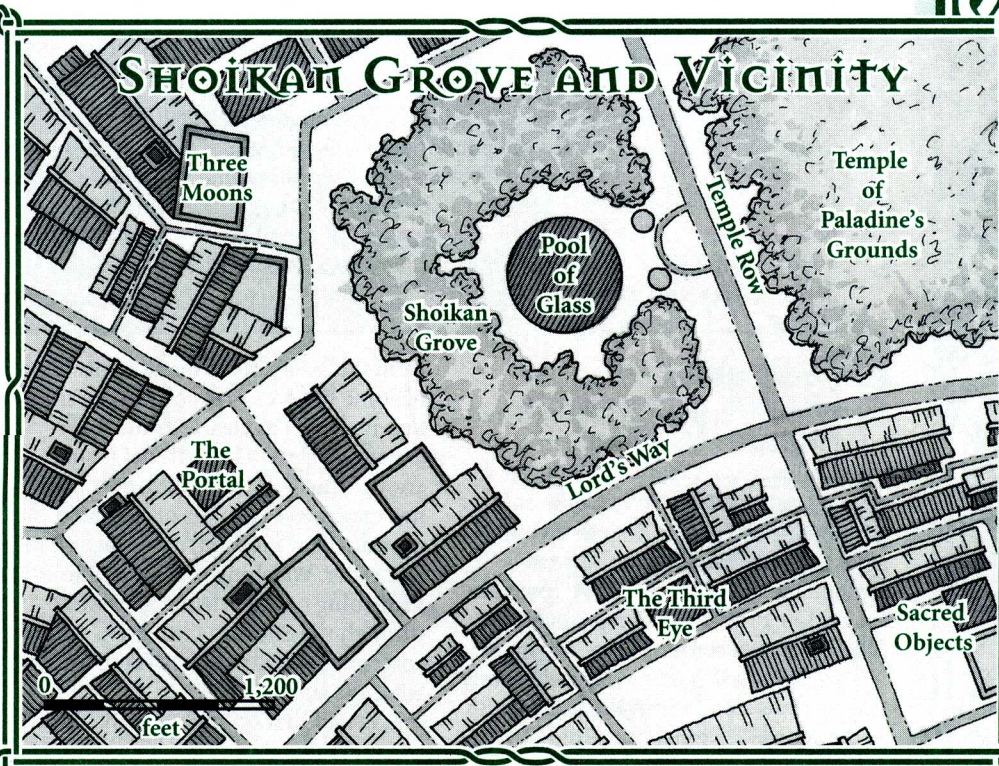 SHOIKAN GROVE AND VICINITY
Three
Moons
Temple
of
Paladine's
Grounds
Temple Row
Pool
of
Glass
Shoikan
Grove
The
Portal
Lord's Way
The Third
Eye
Sacred
Objects
0 1,200
feet